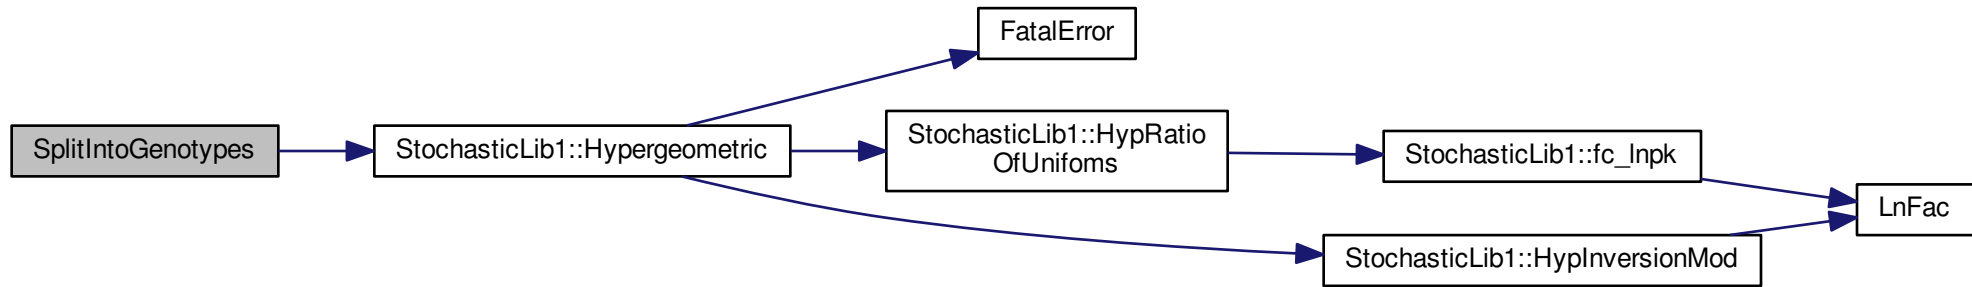 FatalError
SplitIntoGenotypes
StochasticLib1::Hypergeometric
StochasticLib1::HypRatio
OfUnifoms
StochasticLib1::fc_lnpk
LnFac
StochasticLib1::HypInversionMod